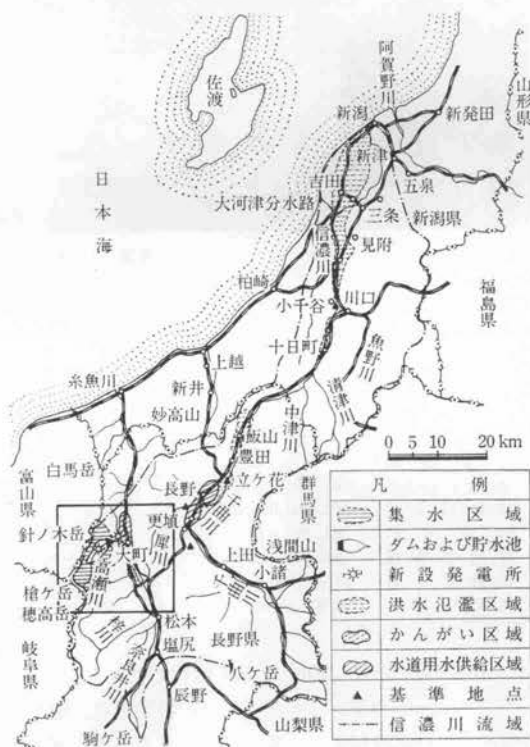 阿賀野川
山形県
佐渡
新潟
新発田
日本海
新津
吉田
五泉
大河津分水路
三条
新潟県
信濃川
見附
柏崎
福島県
小千谷
川口
魚野川
十日町
上越
糸魚川
新井
清津川
中津川
妙高山
飯山
豊田
0 10 20 km
白馬岳
立ケ花
長野
千曲川
群馬県
富山県
更埴
針ノ木岳
犀川
大町
高瀬川
上田
浅間山
小諸
千曲川
槍ケ岳
穂高岳
松本
梓川
長野県
塩尻
岐阜県
奈良井川
八ケ岳
辰野
山梨県
駒ケ岳
凡例
集水区域
ダムおよび貯水池
新設発電所
洪水氾濫区域
かんがい区域
水道用水供給区域
基準地点
信濃川流域